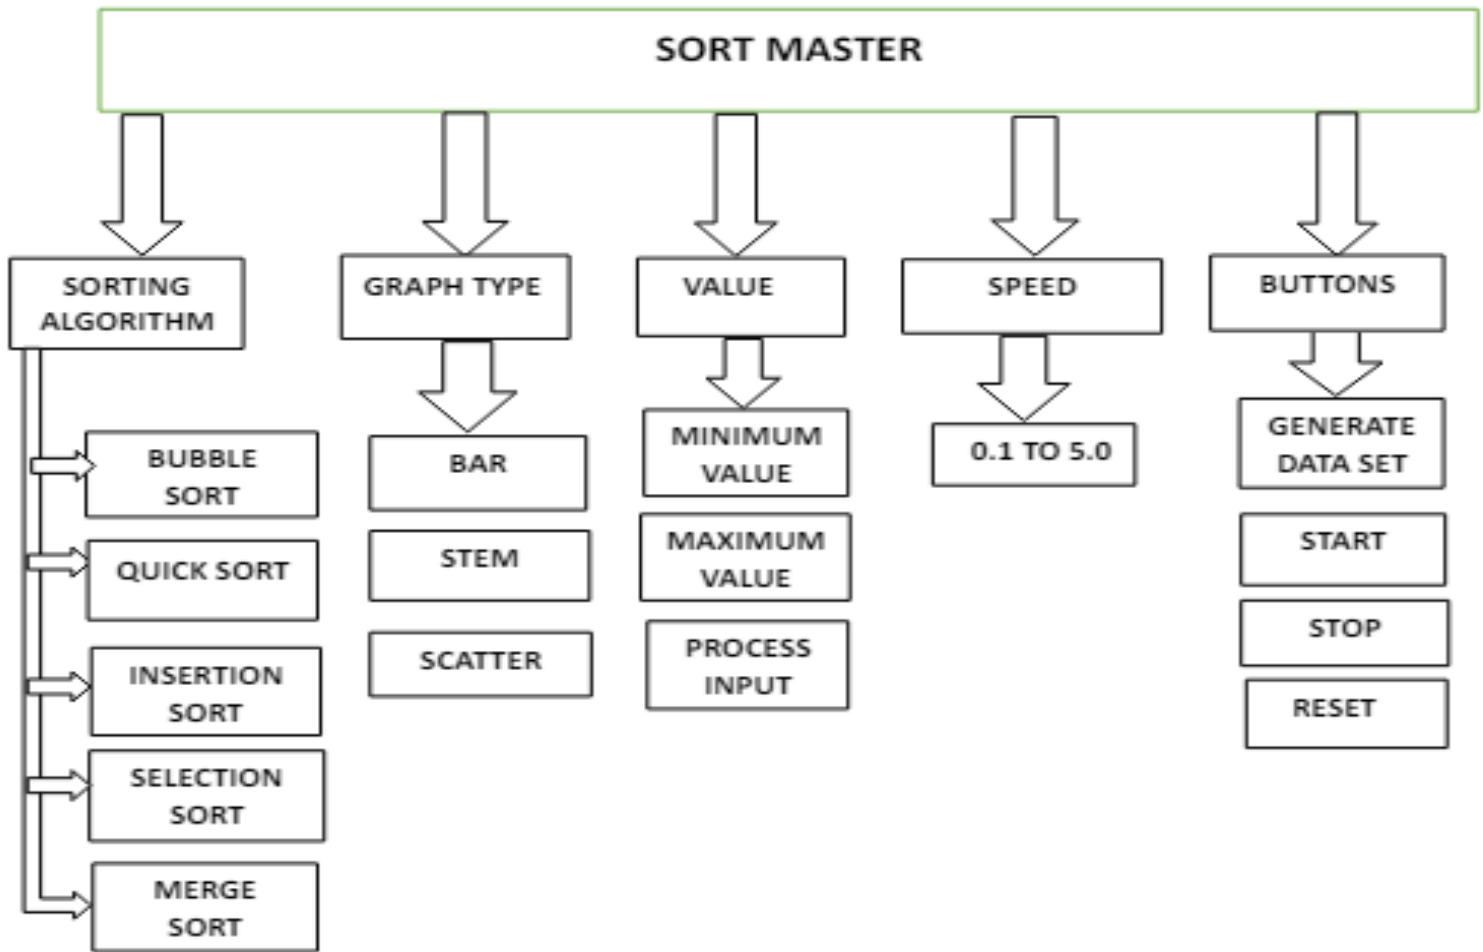 SORT MASTER
SORTING
ALGORITHM
BUBBLE
SORT
QUICK SORT
INSERTION
SORT
SELECTION
SORT
MERGE
SORT
GRAPH TYPE
BAR
STEM
SCATTER
VALUE
MINIMUM
VALUE
MAXIMUM
VALUE
PROCESS
INPUT
SPEED
0.1 TO 5.0
BUTTONS
GENERATE
DATA SET
START
STOP
RESET